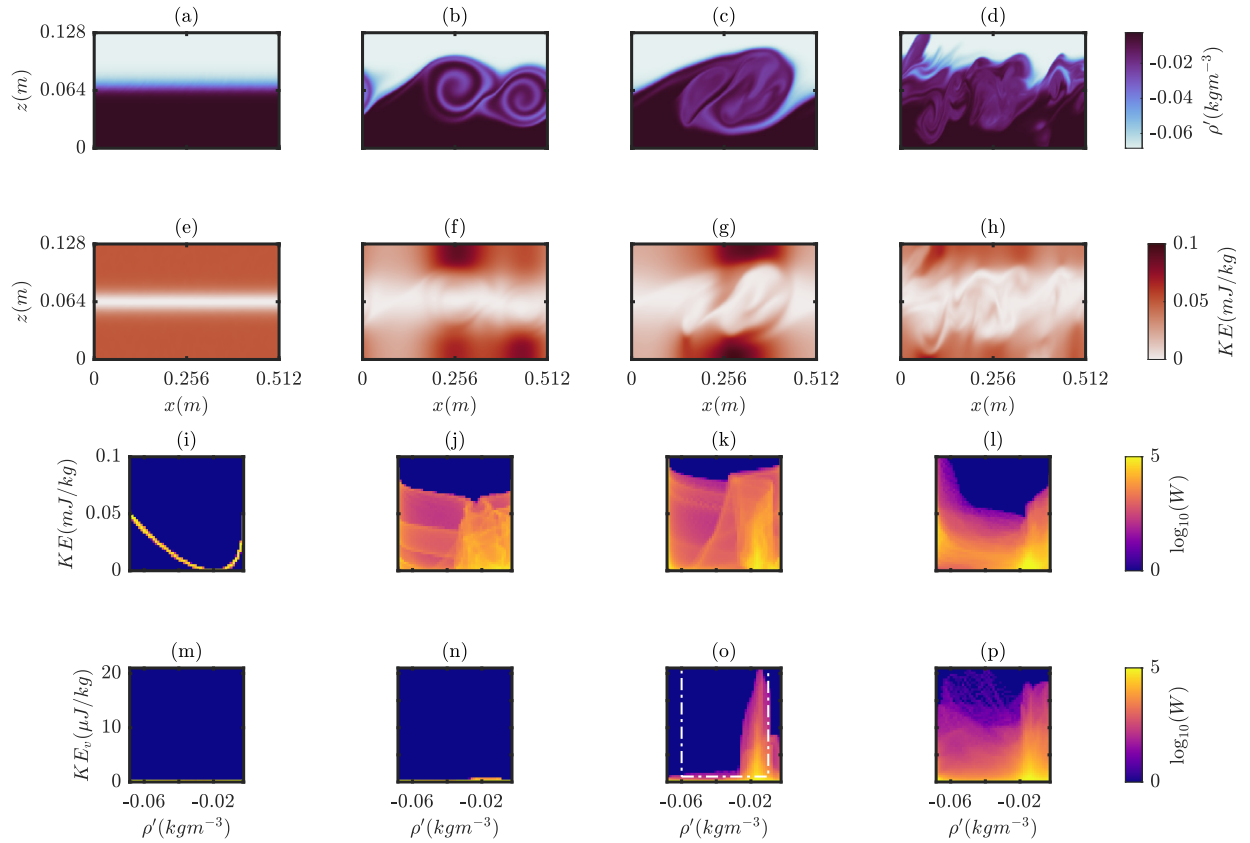 (a) (b) (c) (d)
0.128
0.064
0
z(m)
-0.02
-0.04
-0.06
ρ′(kgm⁻³)
(e) (f) (g) (h)
0.128
0.064
0
z(m)
0 0.256 0.512 0 0.256 0.512 0 0.256 0.512 0 0.256 0.512
x(m) x(m) x(m) x(m)
0.1
0.05
0
KE(mJ/kg)
(i) (j) (k) (l)
0.1
0.05
0
KE(mJ/kg)
5
0
log₁₀(W)
(m) (n) (o) (p)
20
10
0
KEᵥ(μJ/kg)
-0.06 -0.02 -0.06 -0.02 -0.06 -0.02 -0.06 -0.02
ρ′(kgm⁻³) ρ′(kgm⁻³) ρ′(kgm⁻³) ρ′(kgm⁻³)
5
0
log₁₀(W)